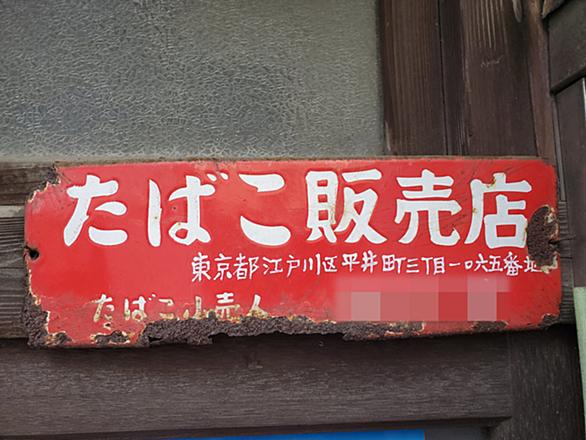 たばこ販売店
東京都江戸川区平井町三丁目一〇六五番地
たばこ小売人